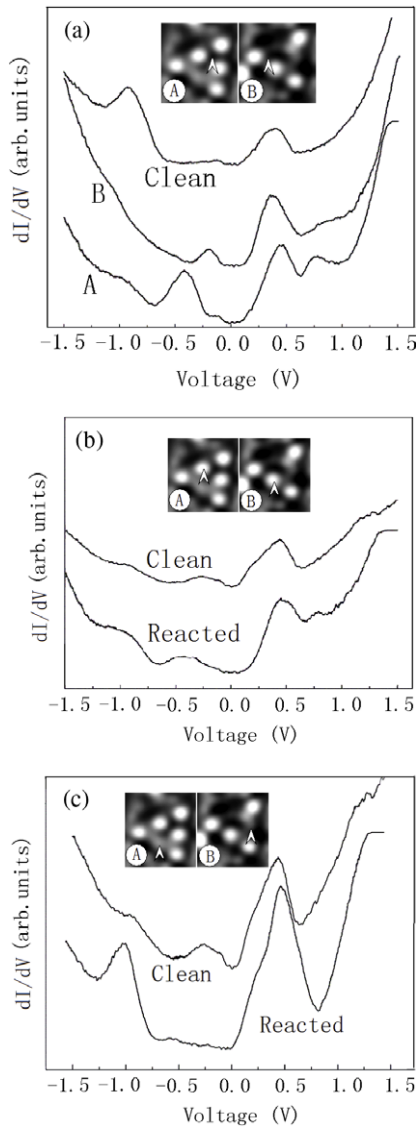 (a)
A B
Clean
B
A
dI/dV (arb.units)
-1.5 -1.0 -0.5 0.0 0.5 1.0 1.5
Voltage (V)
(b)
A B
Clean
Reacted
dI/dV (arb.units)
-1.5 -1.0 -0.5 0.0 0.5 1.0 1.5
Voltage (V)
(c)
A B
Clean
Reacted
dI/dV (arb.units)
-1.5 -1.0 -0.5 0.0 0.5 1.0 1.5
Voltage (V)